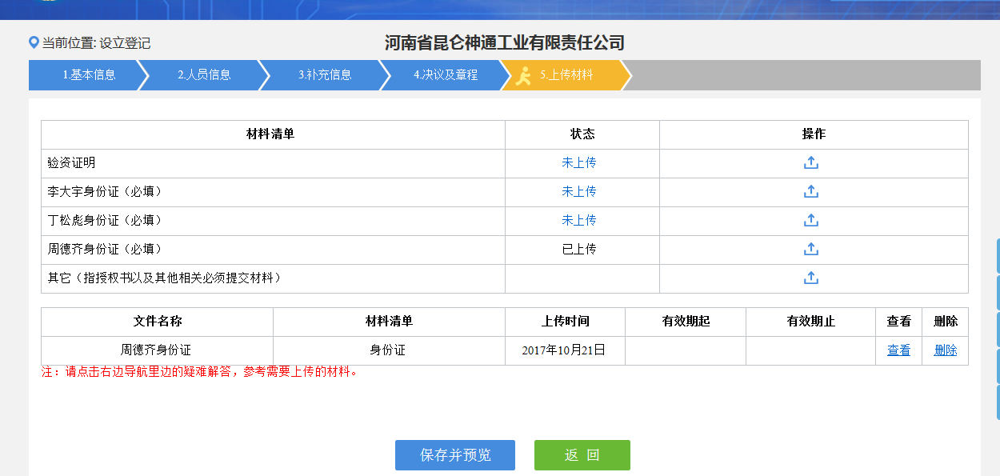 当前位置: 设立登记
河南省昆仑神通工业有限责任公司
1.基本信息 2.人员信息 3.补充信息 4.决议及章程 5.上传材料
材料清单 状态 操作
验资证明 未上传
李大宇身份证（必填） 未上传
丁松彪身份证（必填） 未上传
周德齐身份证（必填） 已上传
其它（指授权书以及其他相关必须提交材料）
文件名称 材料清单 上传时间 有效期起 有效期止 查看 删除
周德齐身份证 身份证 2017年10月21日 查看 删除
注：请点击右边导航里边的疑难解答，参考需要上传的材料。
保存并预览 返 回